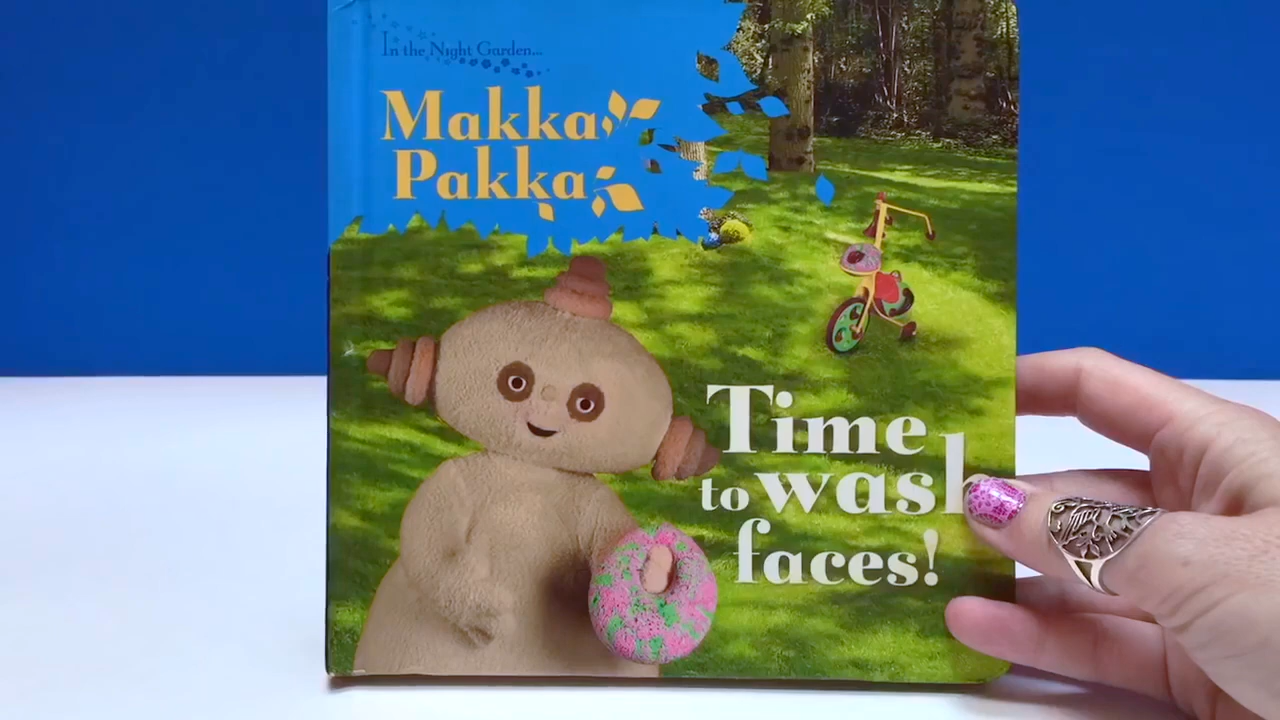 In the Night Garden...
Makka
Pakka
Time
to wash
faces!